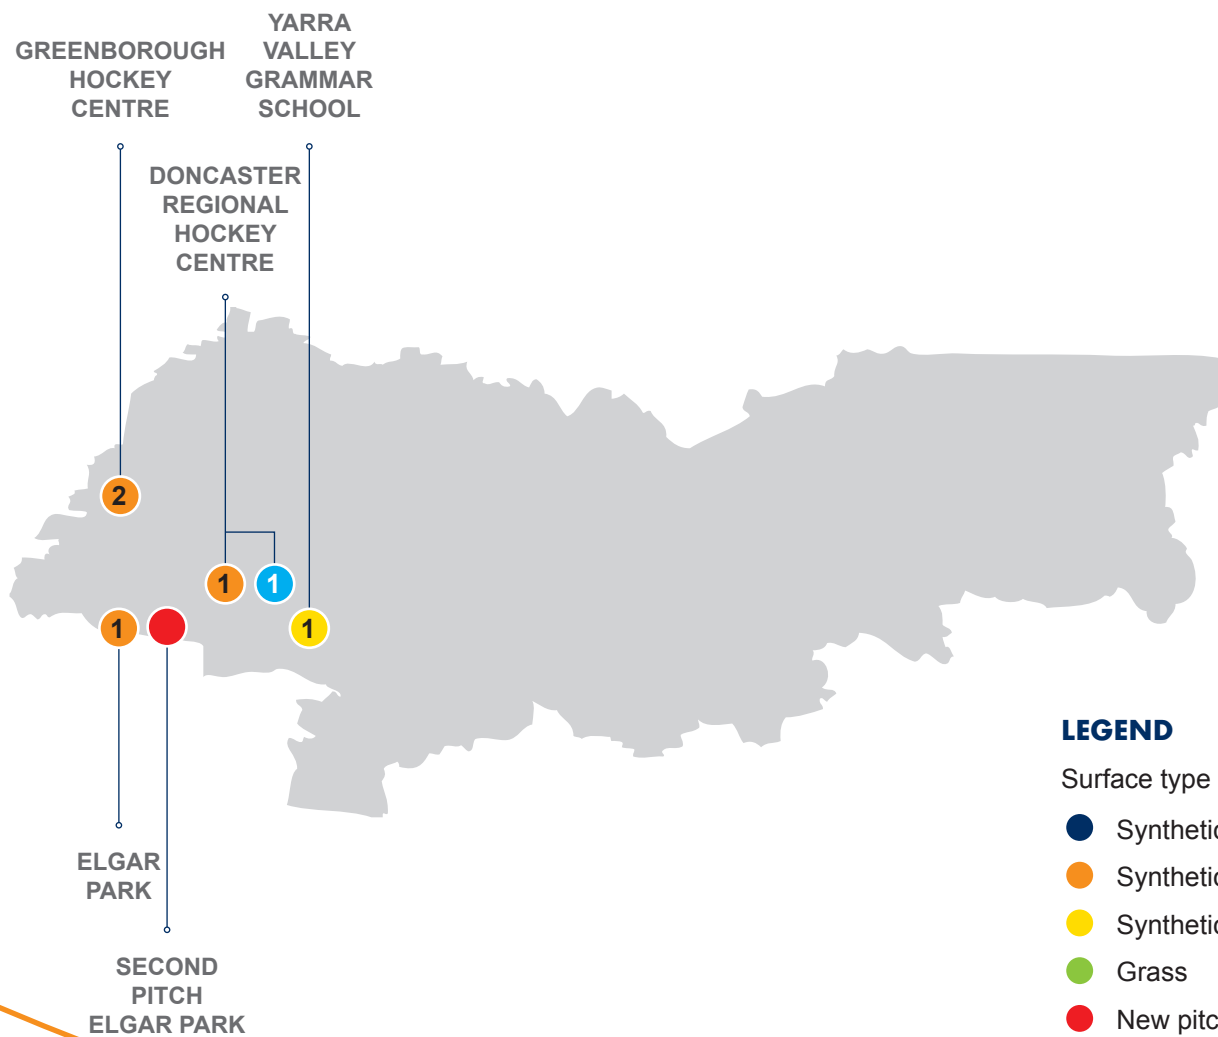 GREENBOROUGH
HOCKEY
CENTRE
YARRA
VALLEY
GRAMMAR
SCHOOL
DONCASTER
REGIONAL
HOCKEY
CENTRE
2
1
1
1
1
ELGAR
PARK
SECOND
PITCH
ELGAR PARK
LEGEND
Surface type
Grass
New